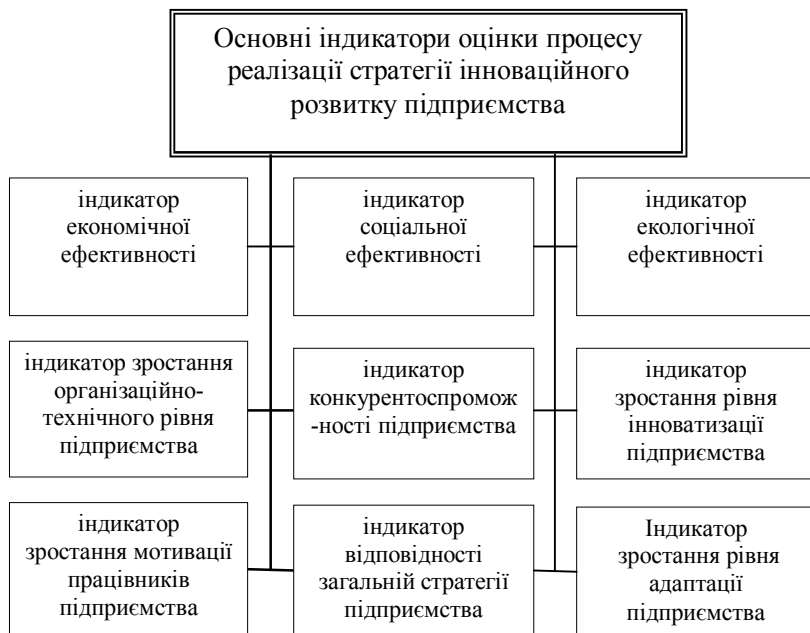 Основні індикатори оцінки процесу
реалізації стратегії інноваційного
розвитку підприємства
індикатор
економічної
ефективності
індикатор
соціальної
ефективності
індикатор
екологічної
ефективності
індикатор зростання
організаційно-
технічного рівня
підприємства
індикатор
конкурентоспромож
-ності підприємства
індикатор
зростання рівня
інноватизації
підприємства
індикатор
зростання мотивації
працівників
підприємства
індикатор
відповідності
загальній стратегії
підприємства
Індикатор
зростання рівня
адаптації
підприємства